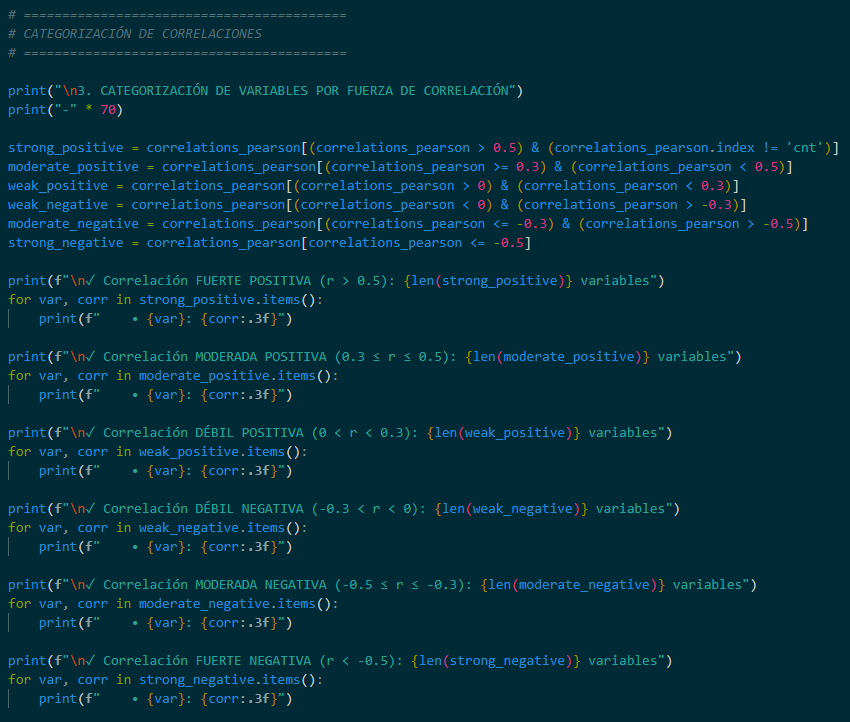 # ==========================================
# CATEGORIZACIÓN DE CORRELACIONES
# ==========================================

print("\n3. CATEGORIZACIÓN DE VARIABLES POR FUERZA DE CORRELACIÓN")
print("-" * 70)

strong_positive = correlations_pearson[(correlations_pearson > 0.5) & (correlations_pearson.index != 'cnt')]
moderate_positive = correlations_pearson[(correlations_pearson >= 0.3) & (correlations_pearson < 0.5)]
weak_positive = correlations_pearson[(correlations_pearson > 0) & (correlations_pearson < 0.3)]
weak_negative = correlations_pearson[(correlations_pearson < 0) & (correlations_pearson > -0.3)]
moderate_negative = correlations_pearson[(correlations_pearson <= -0.3) & (correlations_pearson > -0.5)]
strong_negative = correlations_pearson[correlations_pearson <= -0.5]

print(f"\n✓ Correlación FUERTE POSITIVA (r > 0.5): {len(strong_positive)} variables")
for var, corr in strong_positive.items():
    print(f"    • {var}: {corr:.3f}")

print(f"\n✓ Correlación MODERADA POSITIVA (0.3 ≤ r ≤ 0.5): {len(moderate_positive)} variables")
for var, corr in moderate_positive.items():
    print(f"    • {var}: {corr:.3f}")

print(f"\n✓ Correlación DÉBIL POSITIVA (0 < r < 0.3): {len(weak_positive)} variables")
for var, corr in weak_positive.items():
    print(f"    • {var}: {corr:.3f}")

print(f"\n✓ Correlación DÉBIL NEGATIVA (-0.3 < r < 0): {len(weak_negative)} variables")
for var, corr in weak_negative.items():
    print(f"    • {var}: {corr:.3f}")

print(f"\n✓ Correlación MODERADA NEGATIVA (-0.5 ≤ r ≤ -0.3): {len(moderate_negative)} variables")
for var, corr in moderate_negative.items():
    print(f"    • {var}: {corr:.3f}")

print(f"\n✓ Correlación FUERTE NEGATIVA (r < -0.5): {len(strong_negative)} variables")
for var, corr in strong_negative.items():
    print(f"    • {var}: {corr:.3f}")